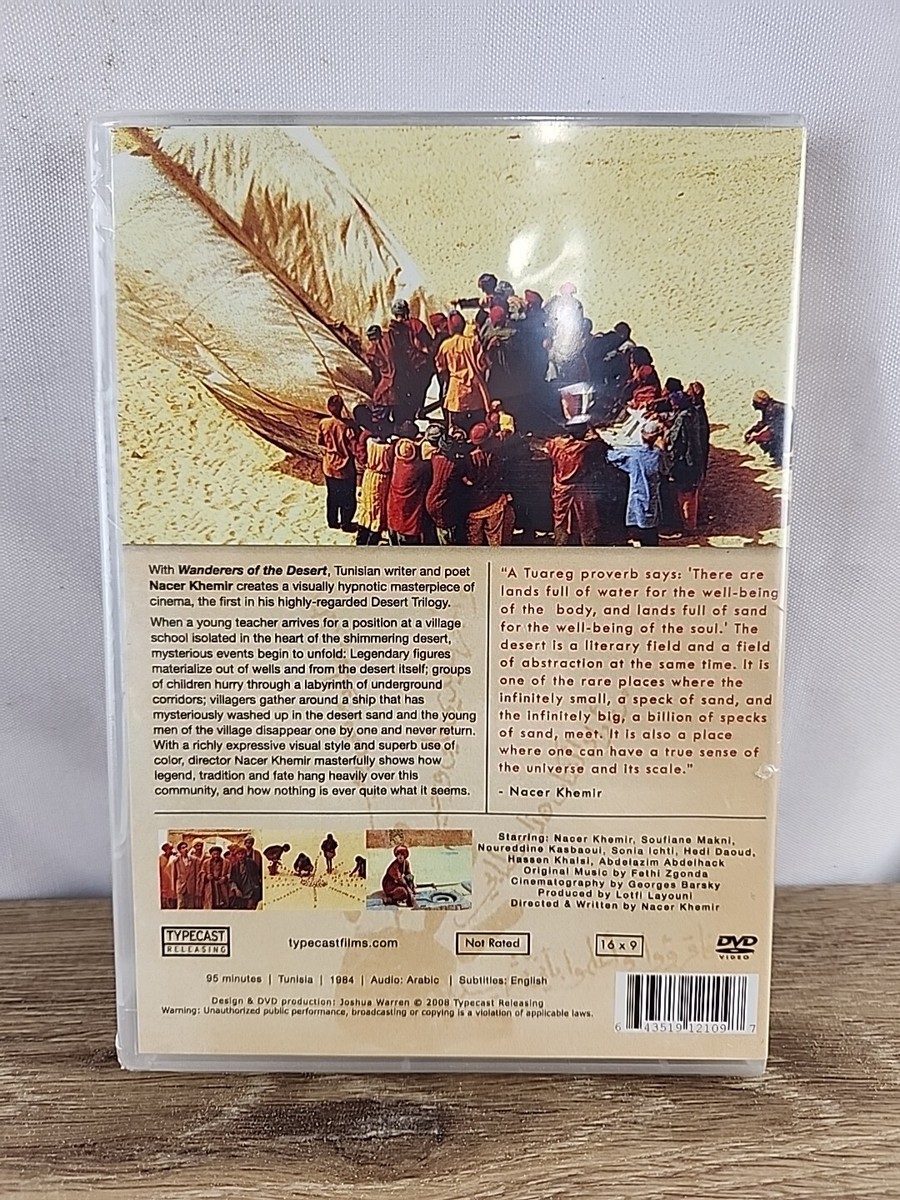 With Wanderers of the Desert, Tunisian writer and poet
Nacer Khemir creates a visually hypnotic masterpiece of
cinema, the first in his highly-regarded Desert Trilogy.
When a young teacher arrives for a position at a village
school isolated in the heart of the shimmering desert,
mysterious events begin to unfold: Legendary figures
materialize out of wells and from the desert itself; groups
of children hurry through a labyrinth of underground
corridors; villagers gather around a ship that has
mysteriously washed up in the desert sand and the young
men of the village disappear one by one and never return.
With a richly expressive visual style and superb use of
color, director Nacer Khemir masterfully shows how
legend, tradition and fate hang heavily over this
community, and how nothing is ever quite what it seems.
"A Tuareg proverb says: 'There are
lands full of water for the well-being
of the body, and lands full of sand
for the well-being of the soul.' The
desert is a literary field and a field
of abstraction at the same time. It is
one of the rare places where the
infinitely small, a speck of sand, and
the infinitely big, a billion of specks
of sand, meet. It is also a place
where one can have a true sense of
the universe and its scale."
- Nacer Khemir
Starring: Nacer Khemir, Soufiane Makni,
Noureddine Kasbaoui, Sonia Ichti, Hedi Daoud,
Hassen Khalsi, Abdelazim Abdelhack
Original Music by Fethi Zgonda
Cinematography by Georges Barsky
Produced by Lotfi Layouni
Directed & Written by Nacer Khemir
TYPECAST
RELEASING
typecastfilms.com
Not Rated
16 x 9
DVD
VIDEO
95 minutes | Tunisia | 1984 | Audio: Arabic | Subtitles: English
Design & DVD production: Joshua Warren © 2008 Typecast Releasing
Warning: Unauthorized public performance, broadcasting or copying is a violation of applicable laws.
6 43519 12109 7